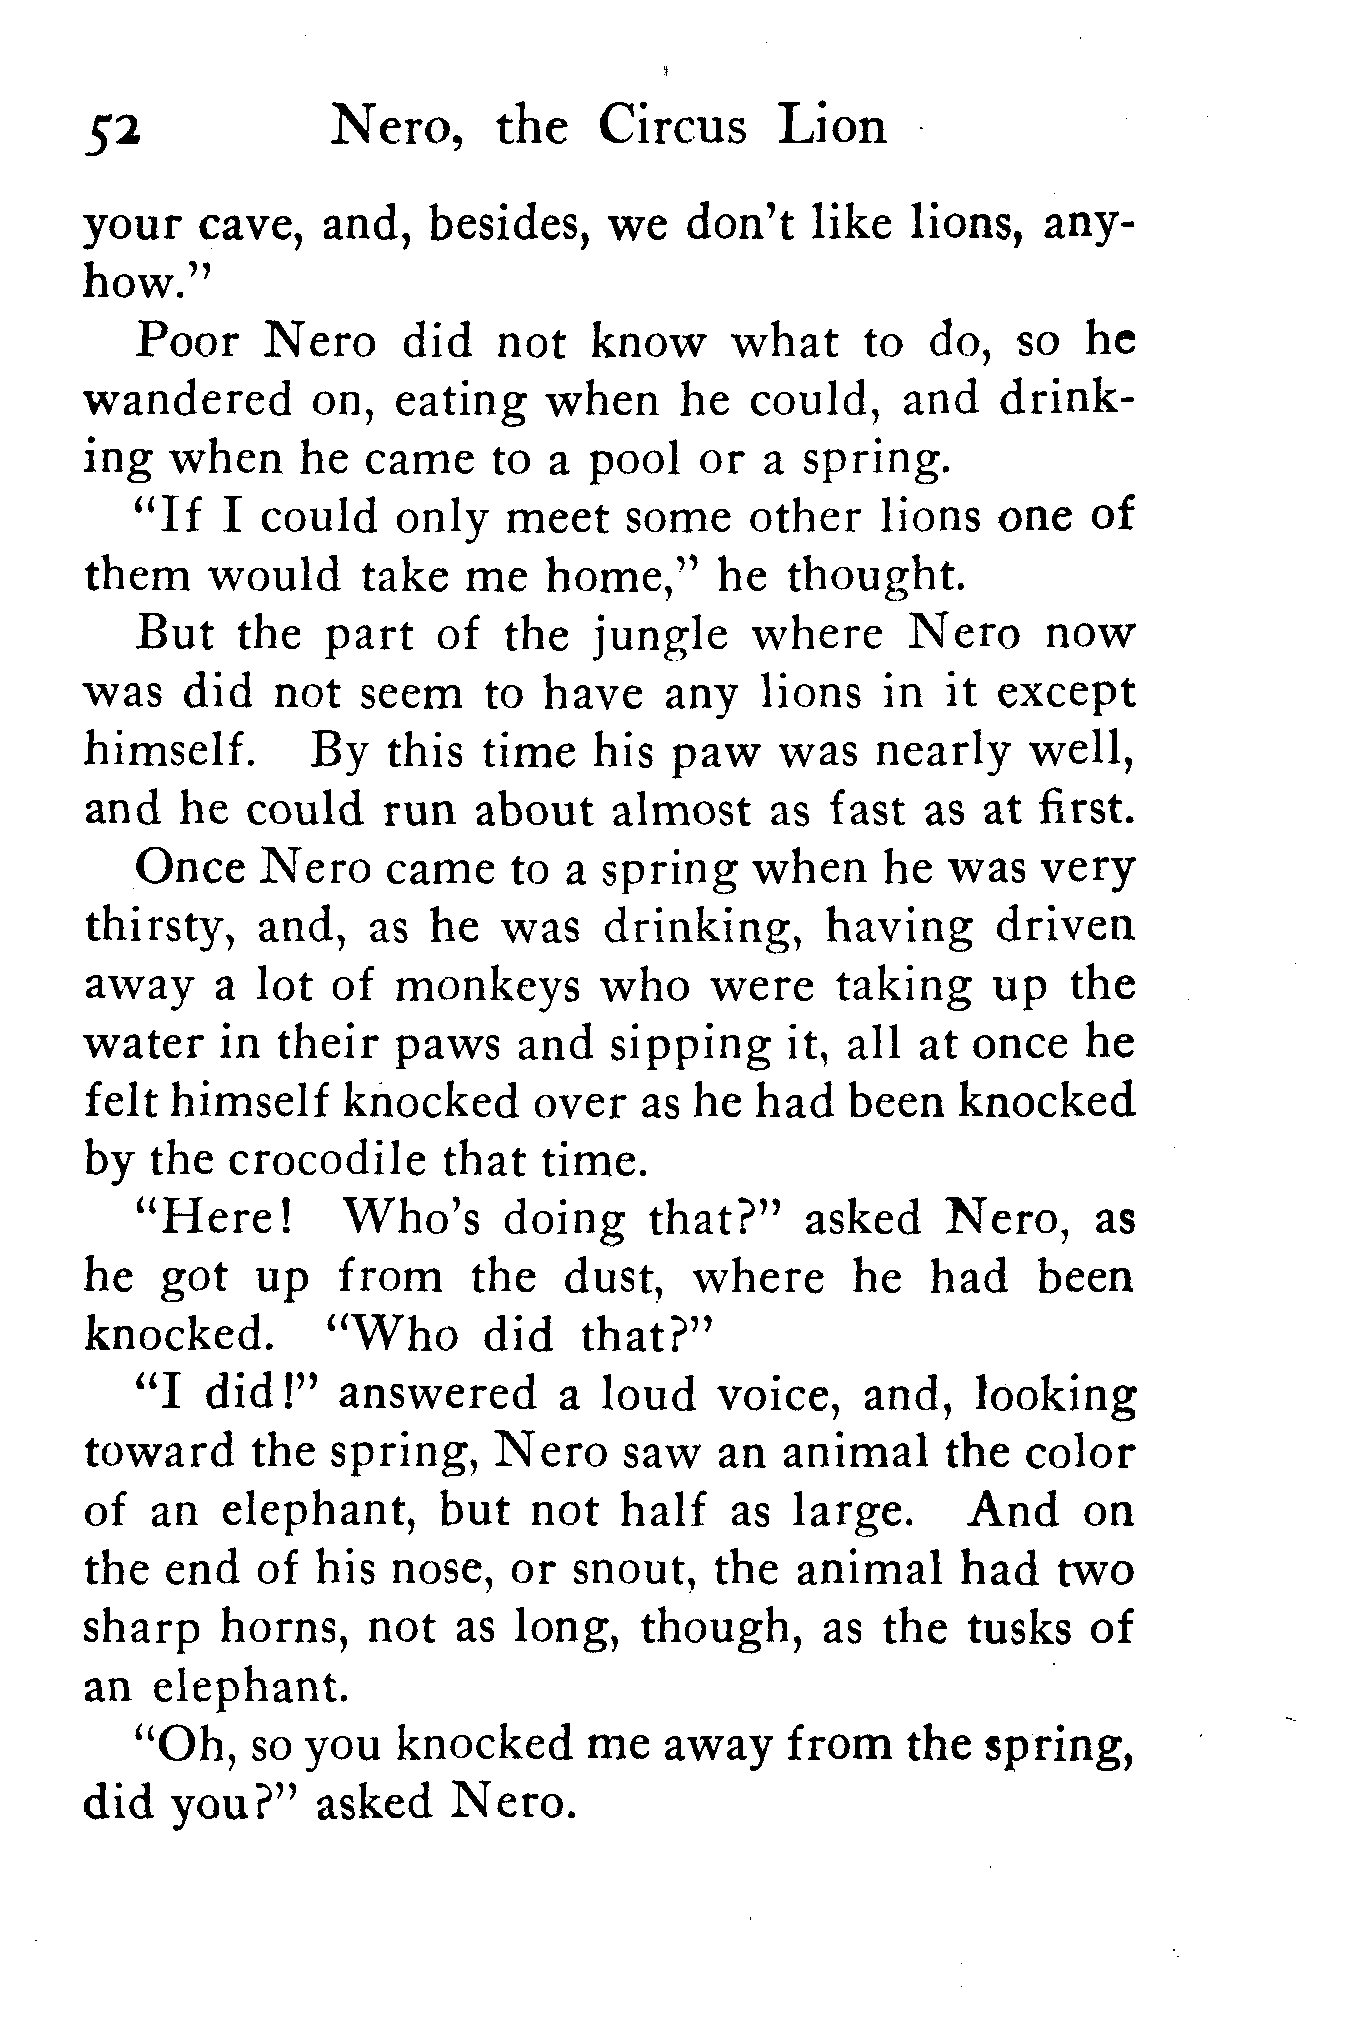 52 Nero, the Circus Lion
your cave, and, besides, we don't like lions, any-
how."
Poor Nero did not know what to do, so he
wandered on, eating when he could, and drink-
ing when he came to a pool or a spring.
"If I could only meet some other lions one of
them would take me home," he thought.
But the part of the jungle where Nero now
was did not seem to have any lions in it except
himself. By this time his paw was nearly well,
and he could run about almost as fast as at first.
Once Nero came to a spring when he was very
thirsty, and, as he was drinking, having driven
away a lot of monkeys who were taking up the
water in their paws and sipping it, all at once he
felt himself knocked over as he had been knocked
by the crocodile that time.
"Here! Who's doing that?" asked Nero, as
he got up from the dust, where he had been
knocked. "Who did that?"
"I did!" answered a loud voice, and, looking
toward the spring, Nero saw an animal the color
of an elephant, but not half as large. And on
the end of his nose, or snout, the animal had two
sharp horns, not as long, though, as the tusks of
an elephant.
"Oh, so you knocked me away from the spring,
did you?" asked Nero.